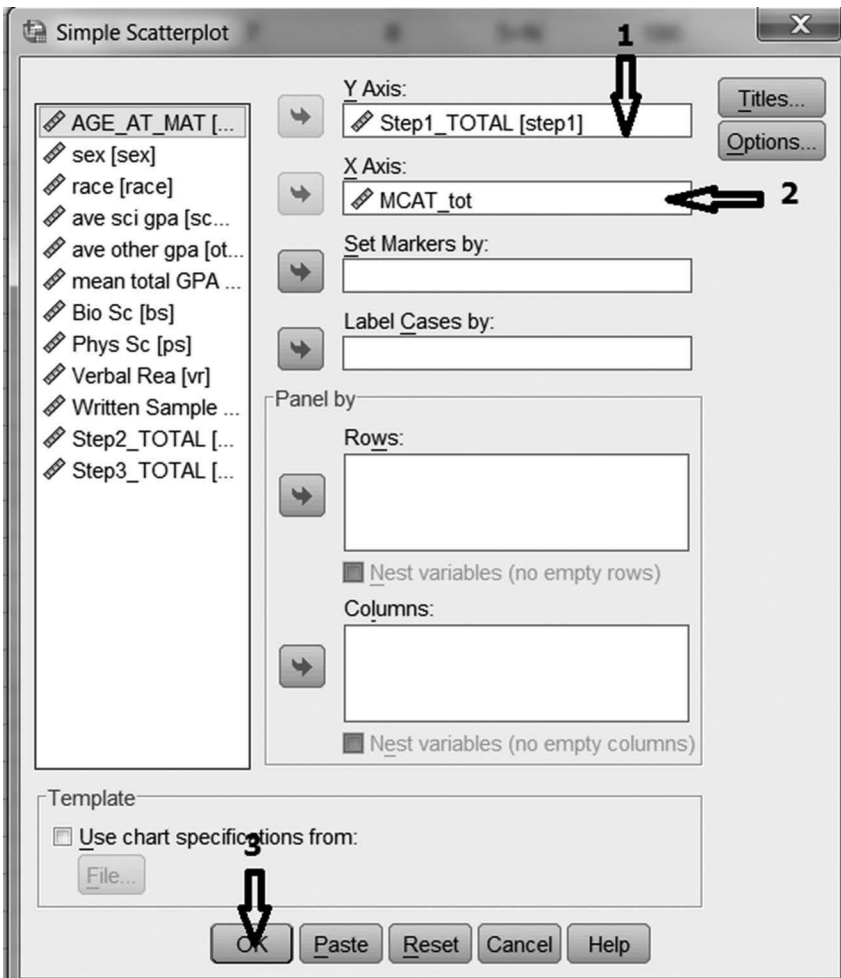 Simple Scatterplot
1
Y Axis:
Titles...
AGE_AT_MAT [...
Step1_TOTAL [step1]
sex [sex]
Options...
X Axis:
race [race]
MCAT_tot
2
ave sci gpa [sc...
ave other gpa [ot...
Set Markers by:
mean total GPA ...
Bio Sc [bs]
Phys Sc [ps]
Label Cases by:
Verbal Rea [vr]
Written Sample ...
Panel by
Step2_TOTAL [...
Rows:
Step3_TOTAL [...
Nest variables (no empty rows)
Columns:
Nest variables (no empty columns)
Template
Use chart specifications from:
3
File...
OK Paste Reset Cancel Help